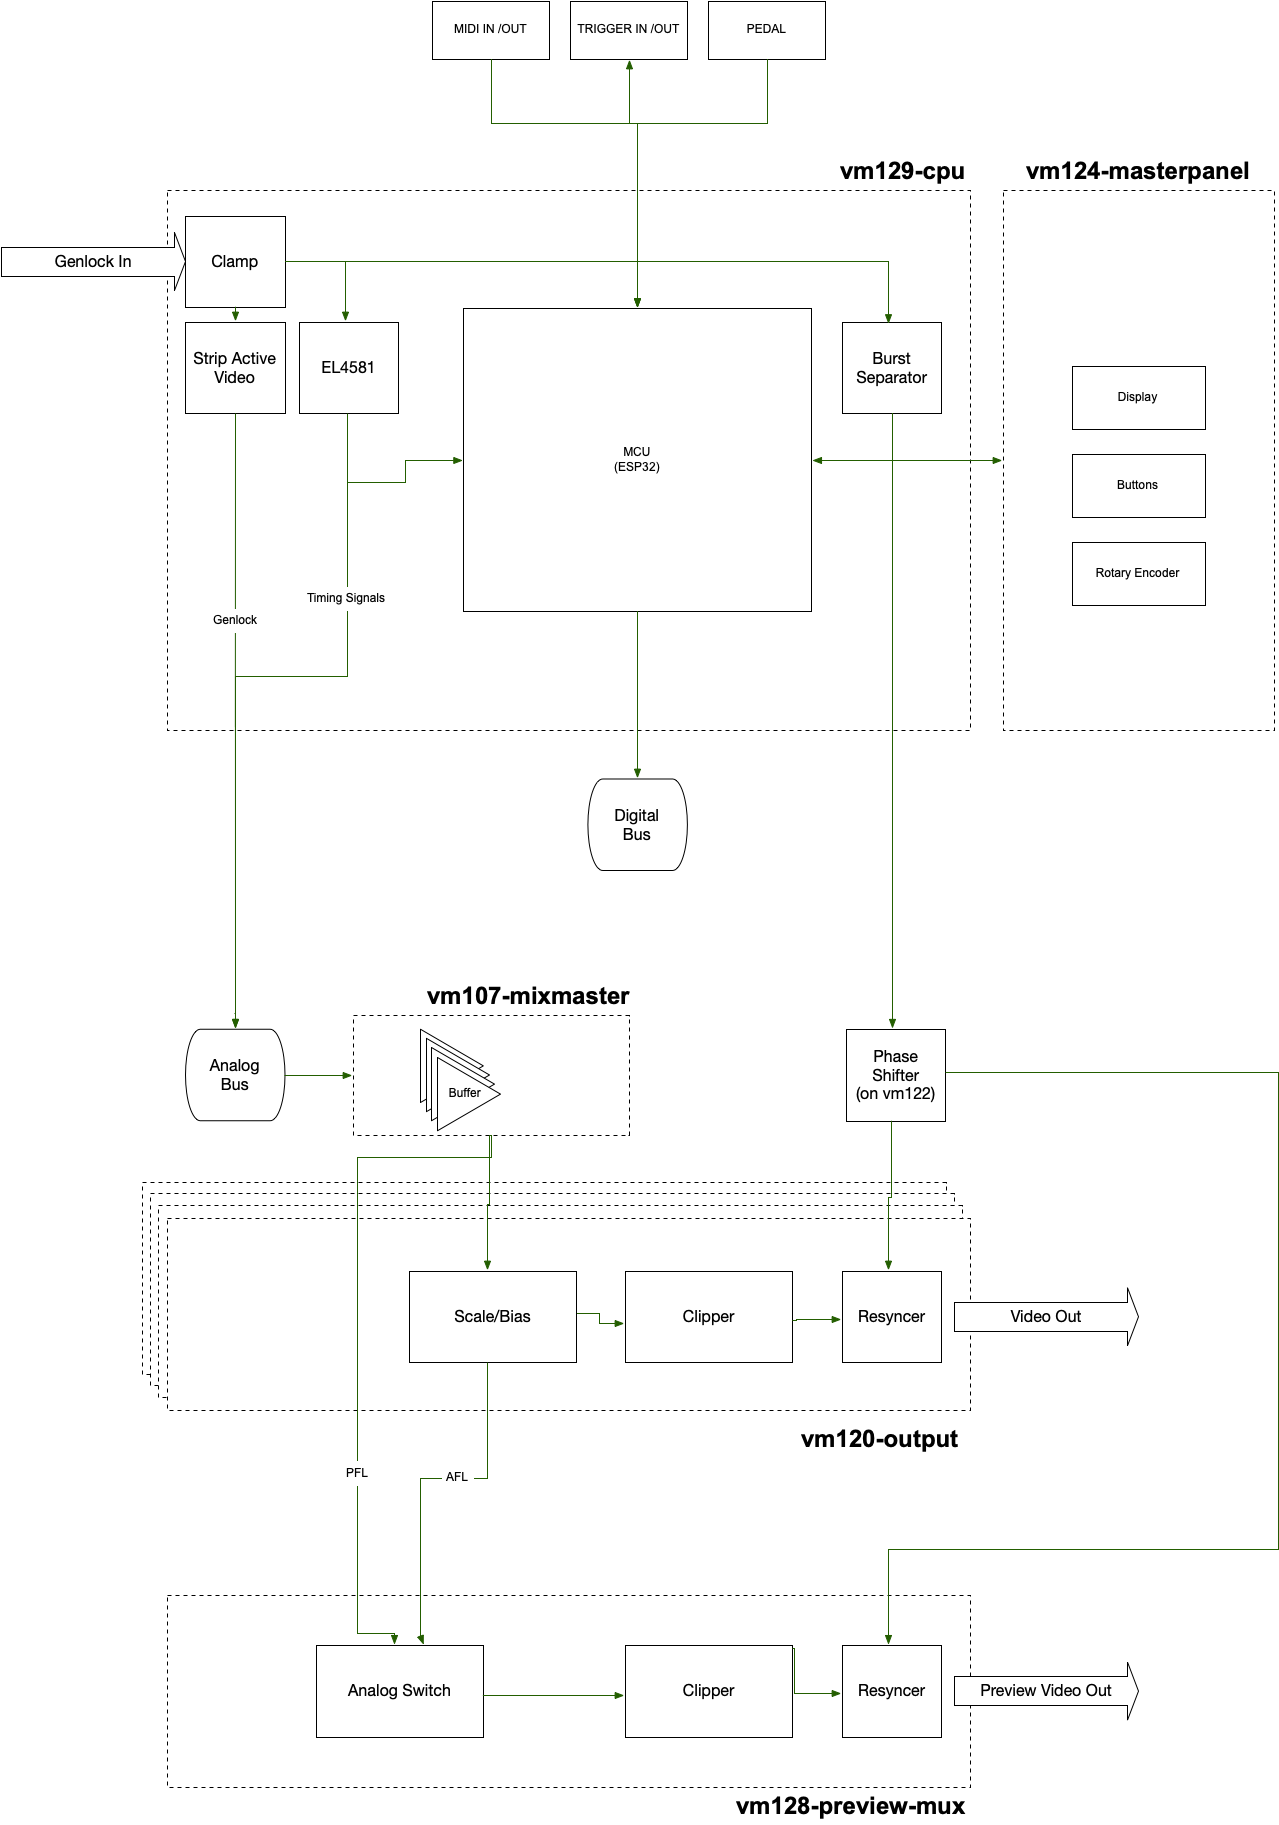 MIDI IN /OUT
TRIGGER IN /OUT
PEDAL
vm129-cpu
vm124-masterpanel
Genlock In
Clamp
Strip Active
Video
EL4581
MCU
(ESP32)
Burst
Separator
Display
Buttons
Rotary Encoder
Timing Signals
Genlock
Digital
Bus
vm107-mixmaster
Analog
Bus
Buffer
Phase
Shifter
(on vm122)
Scale/Bias
Clipper
Resyncer
Video Out
vm120-output
PFL
AFL
Analog Switch
Clipper
Resyncer
Preview Video Out
vm128-preview-mux